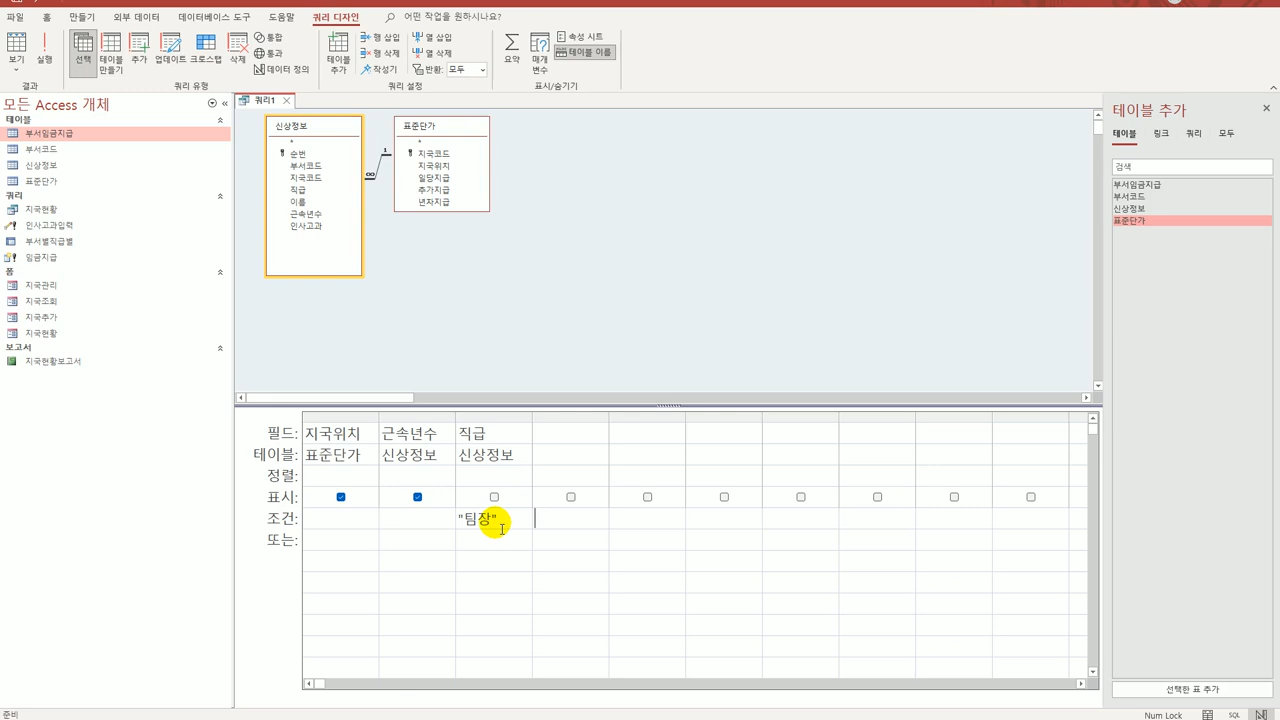 파일 홈 만들기 외부 데이터 데이터베이스 도구 도움말 쿼리 디자인 어떤 작업을 원하시나요?
보기 실행 선택 테이블 만들기 추가 업데이트 크로스탭 삭제 통합 통과 데이터 정의
테이블 추가 행 삽입 행 삭제 작성기 열 삽입 열 삭제 반환: 모두
요약 매개 변수 속성 시트 테이블 이름
결과 쿼리 유형 쿼리 설정 표시/숨기기
모든 Access 개체
테이블
부서임금지급
부서코드
신상정보
표준단가
쿼리
지국현황
인사고과입력
부서별직급별
임금지급
폼
지국관리
지국조회
지국추가
지국현황
보고서
지국현황보고서
쿼리1
신상정보
*
순번
부서코드
지국코드
직급
이름
근속년수
인사고과
1
∞
표준단가
*
지국코드
지국위치
일당지급
추가지급
년차지급
필드: 지국위치 근속년수 직급
테이블: 표준단가 신상정보 신상정보
정렬:
표시:
조건: "팀장"
또는:
테이블 추가
테이블 링크 쿼리 모두
검색
부서임금지급
부서코드
신상정보
표준단가
선택한 표 추가
준비 Num Lock SQL